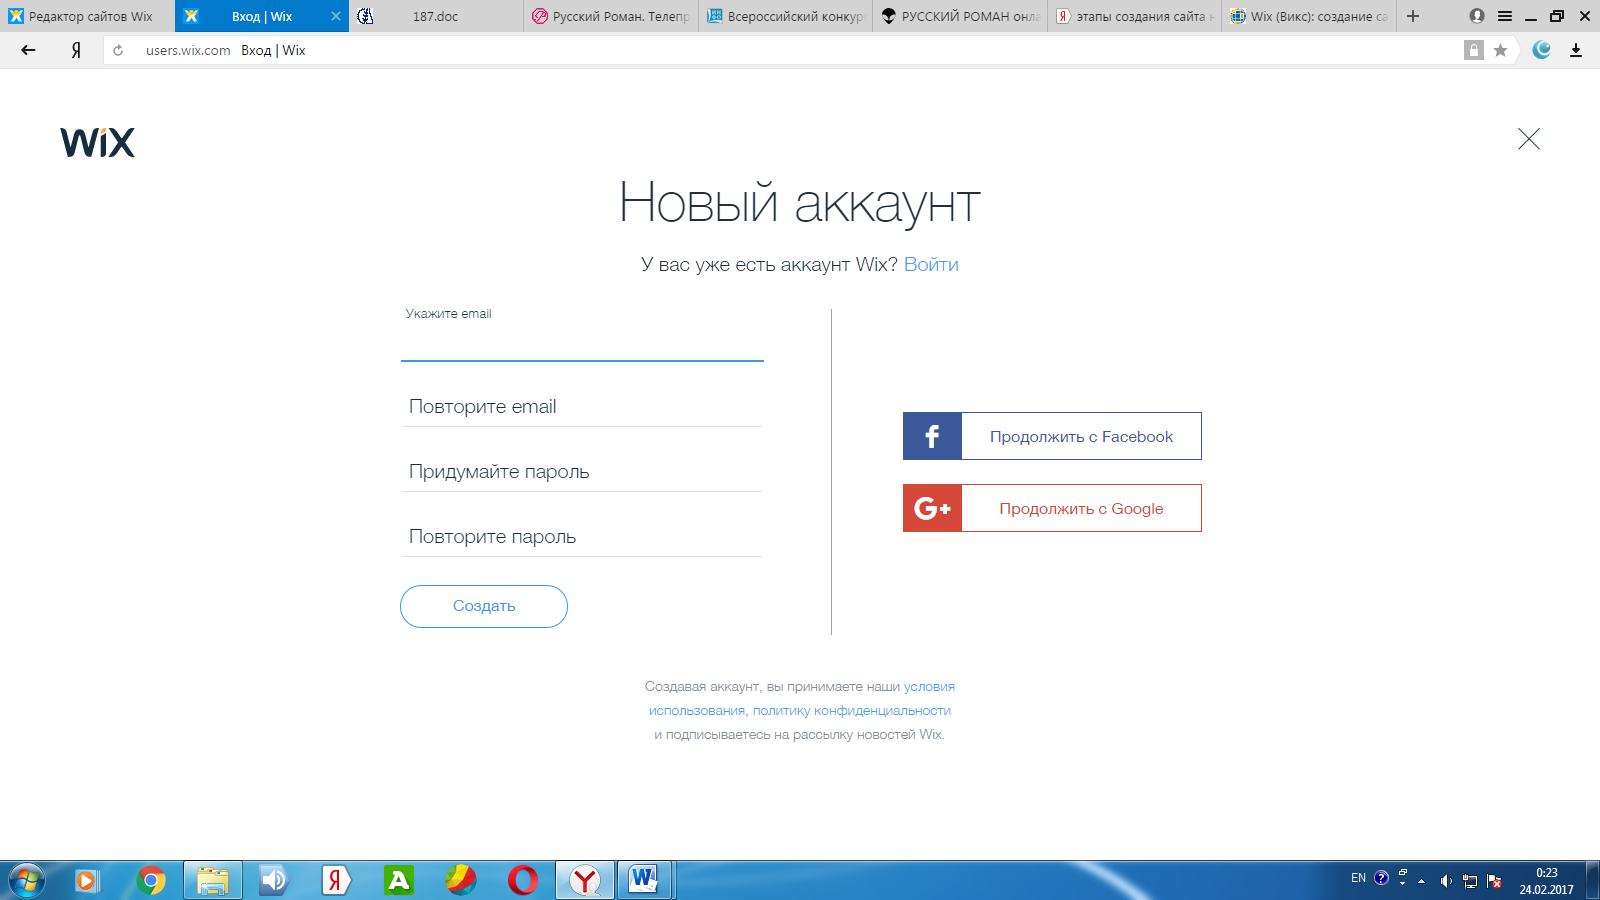 Редактор сайтов Wix
Вход | Wix
187.doc
Русский Роман. Телепр
Всероссийский конкур
РУССКИЙ РОМАН онла
этапы создания сайта н
Wix (Викс): создание са
users.wix.com Вход | Wix
WiX
Новый аккаунт
У вас уже есть аккаунт Wix? Войти
Укажите email
Повторите email
Придумайте пароль
Повторите пароль
Создать
Продолжить с Facebook
G+ Продолжить с Google
Создавая аккаунт, вы принимаете наши условия
использования, политику конфиденциальности
и подписываетесь на рассылку новостей Wix.
EN
0:23
24.02.2017